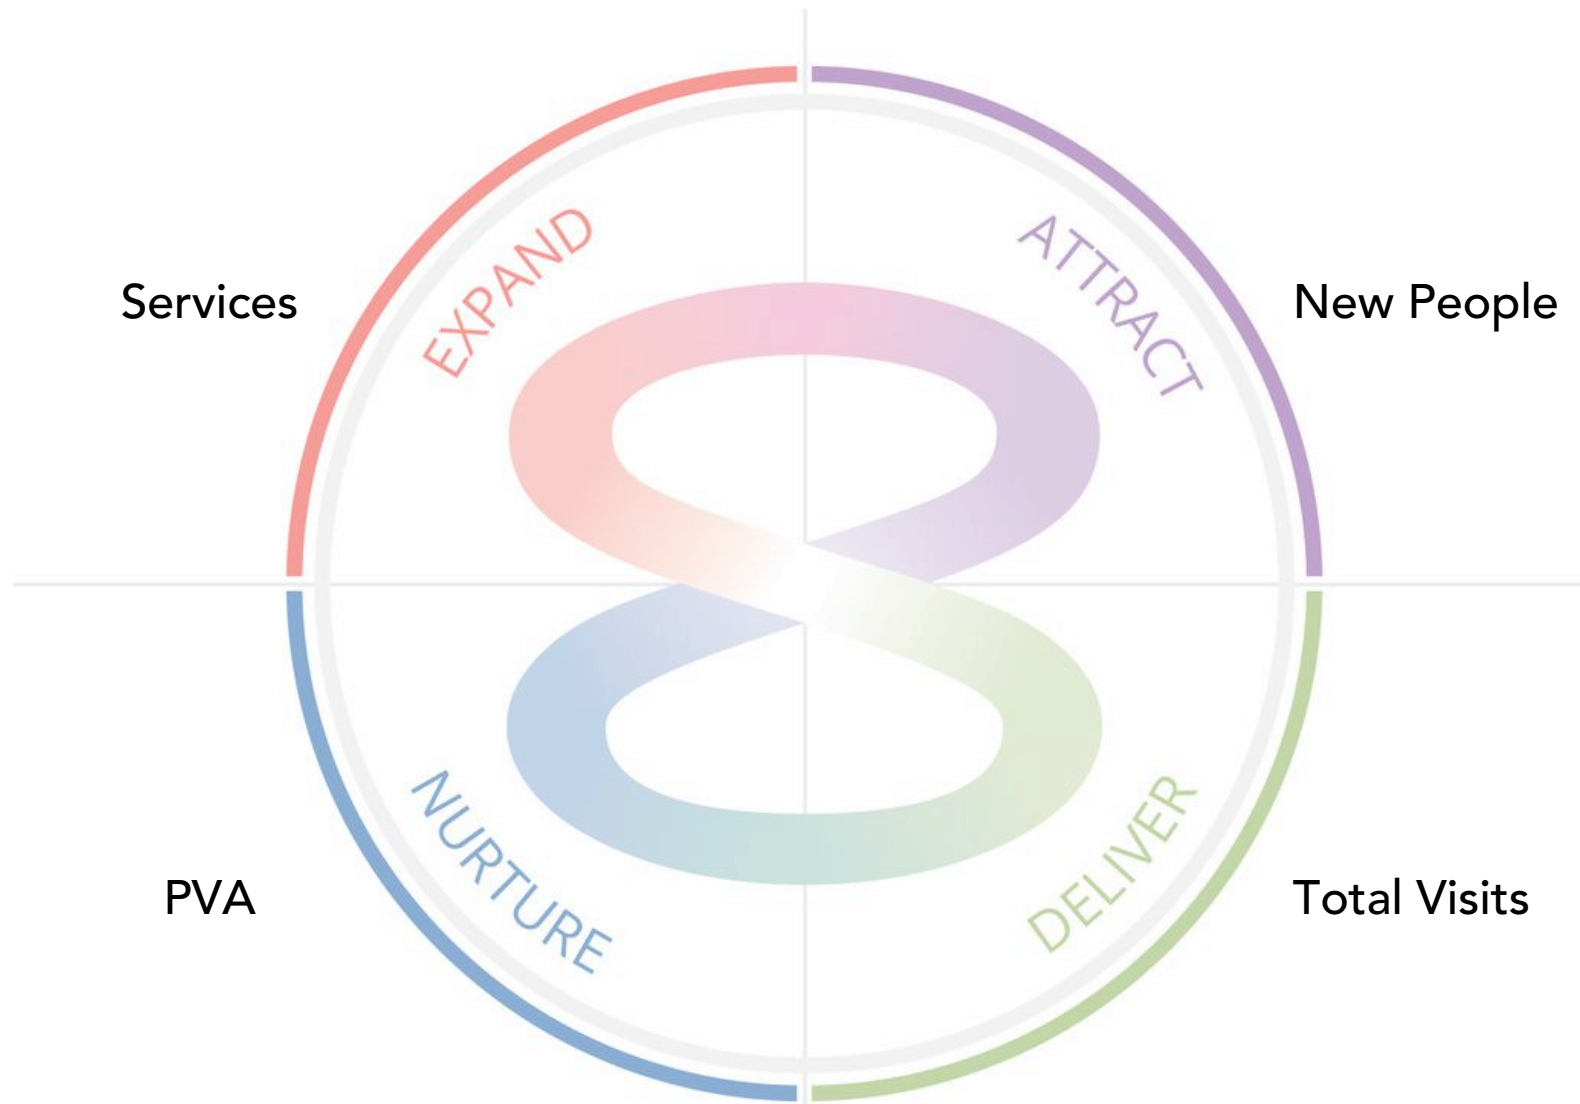 EXPAND
ATTRACT
Services
New People
NURTURE
DELIVER
PVA
Total Visits